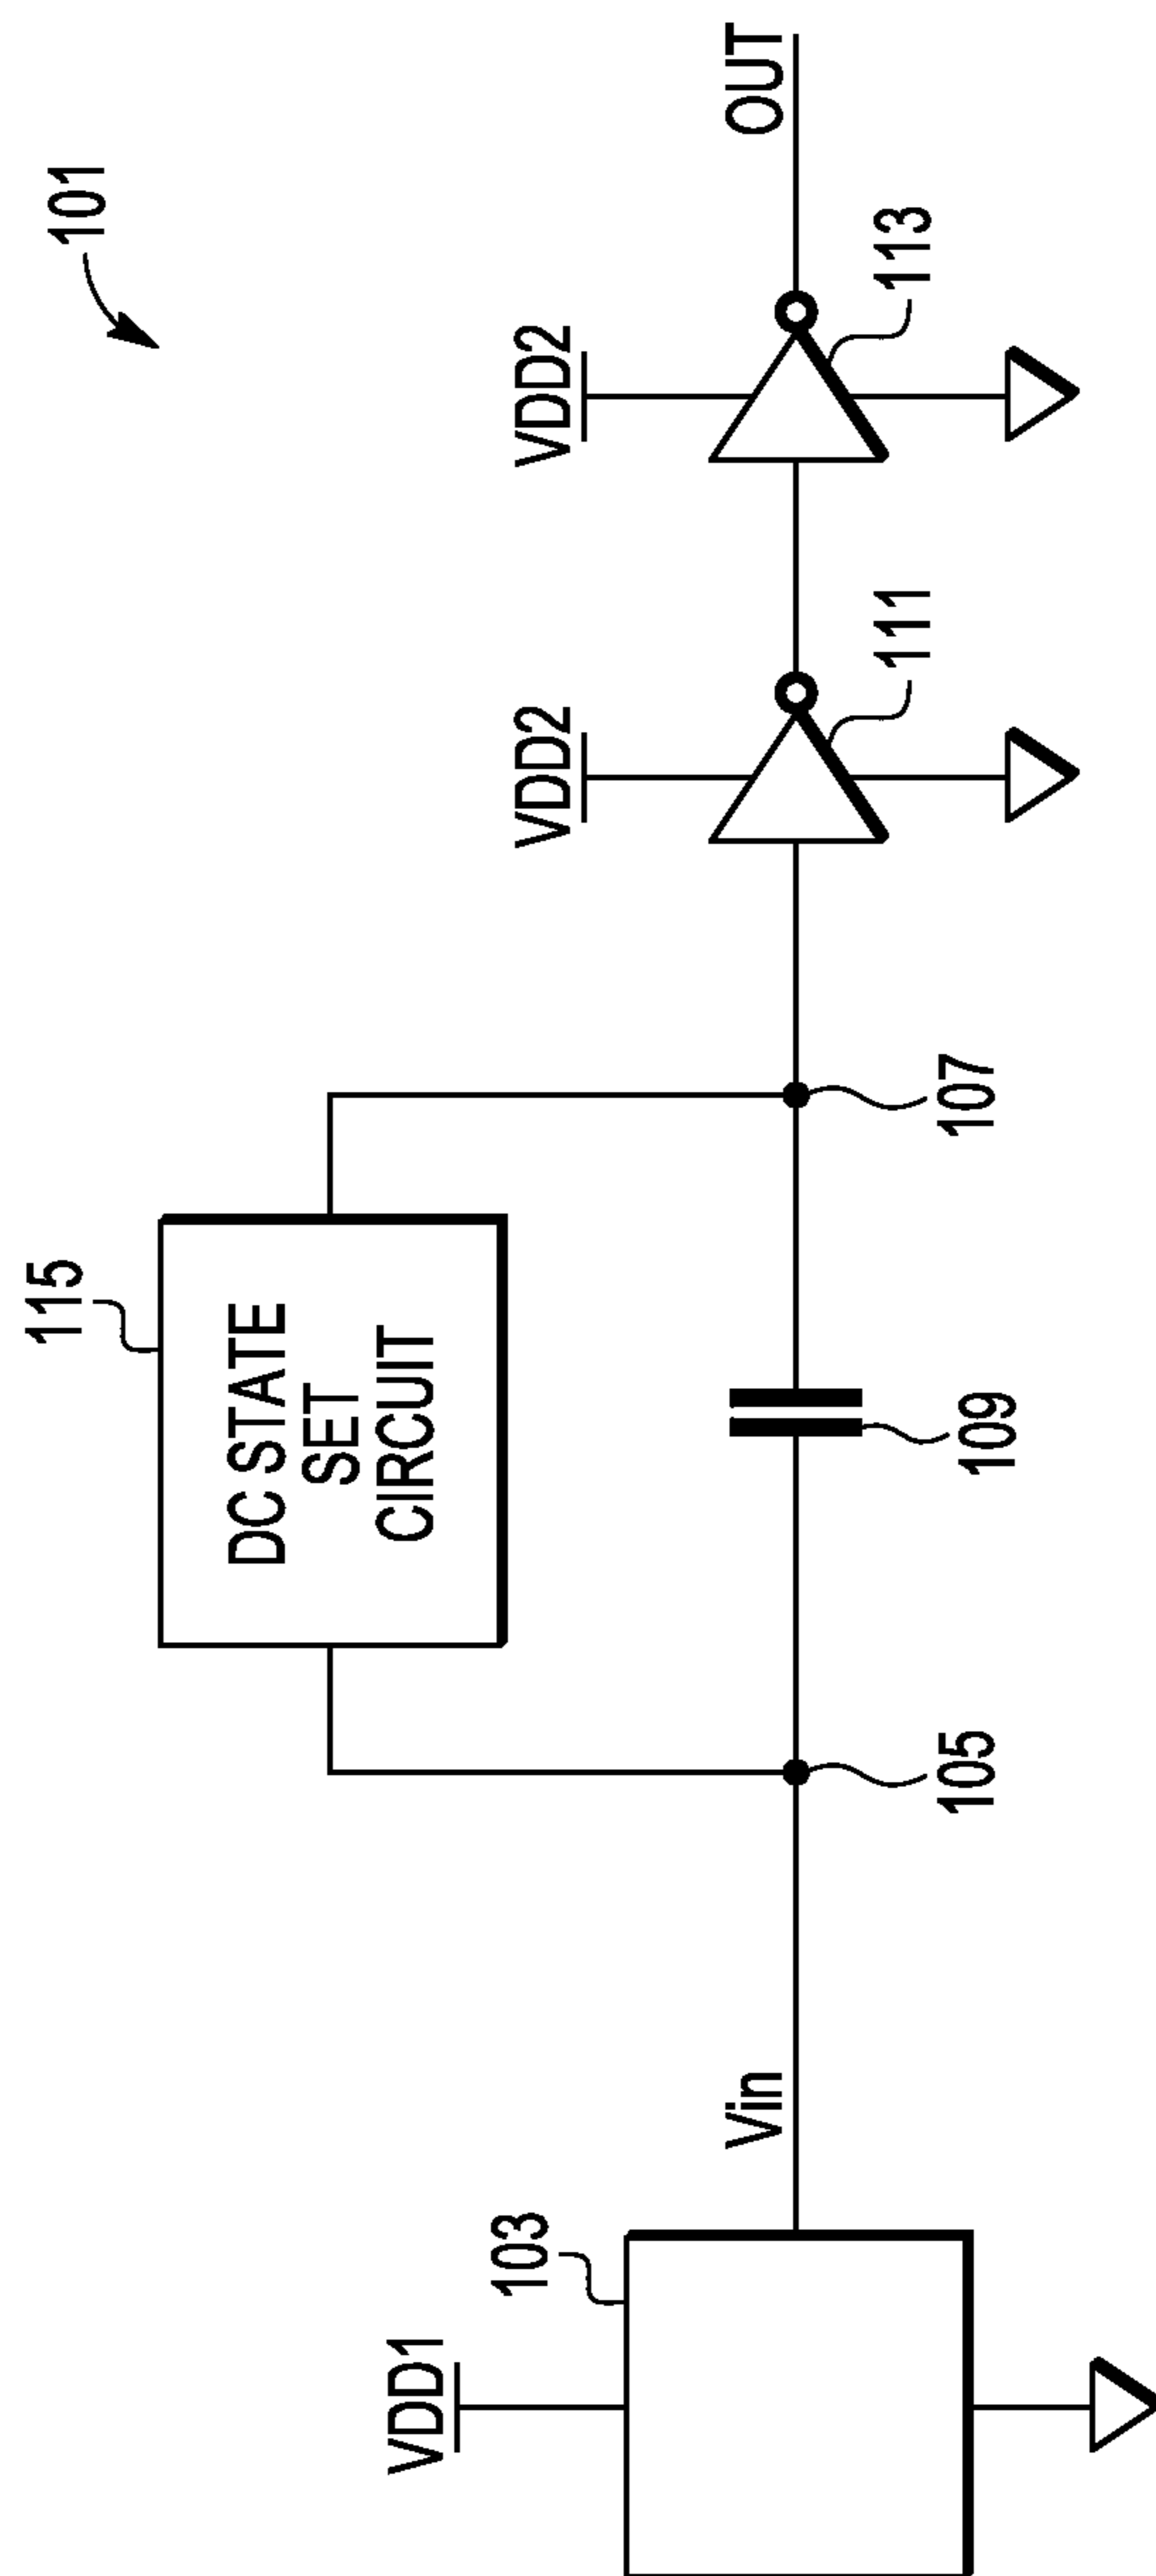 101
115
DC STATE
SET
CIRCUIT
VDD1
103
Vin
105
109
107
VDD2
111
VDD2
113
OUT